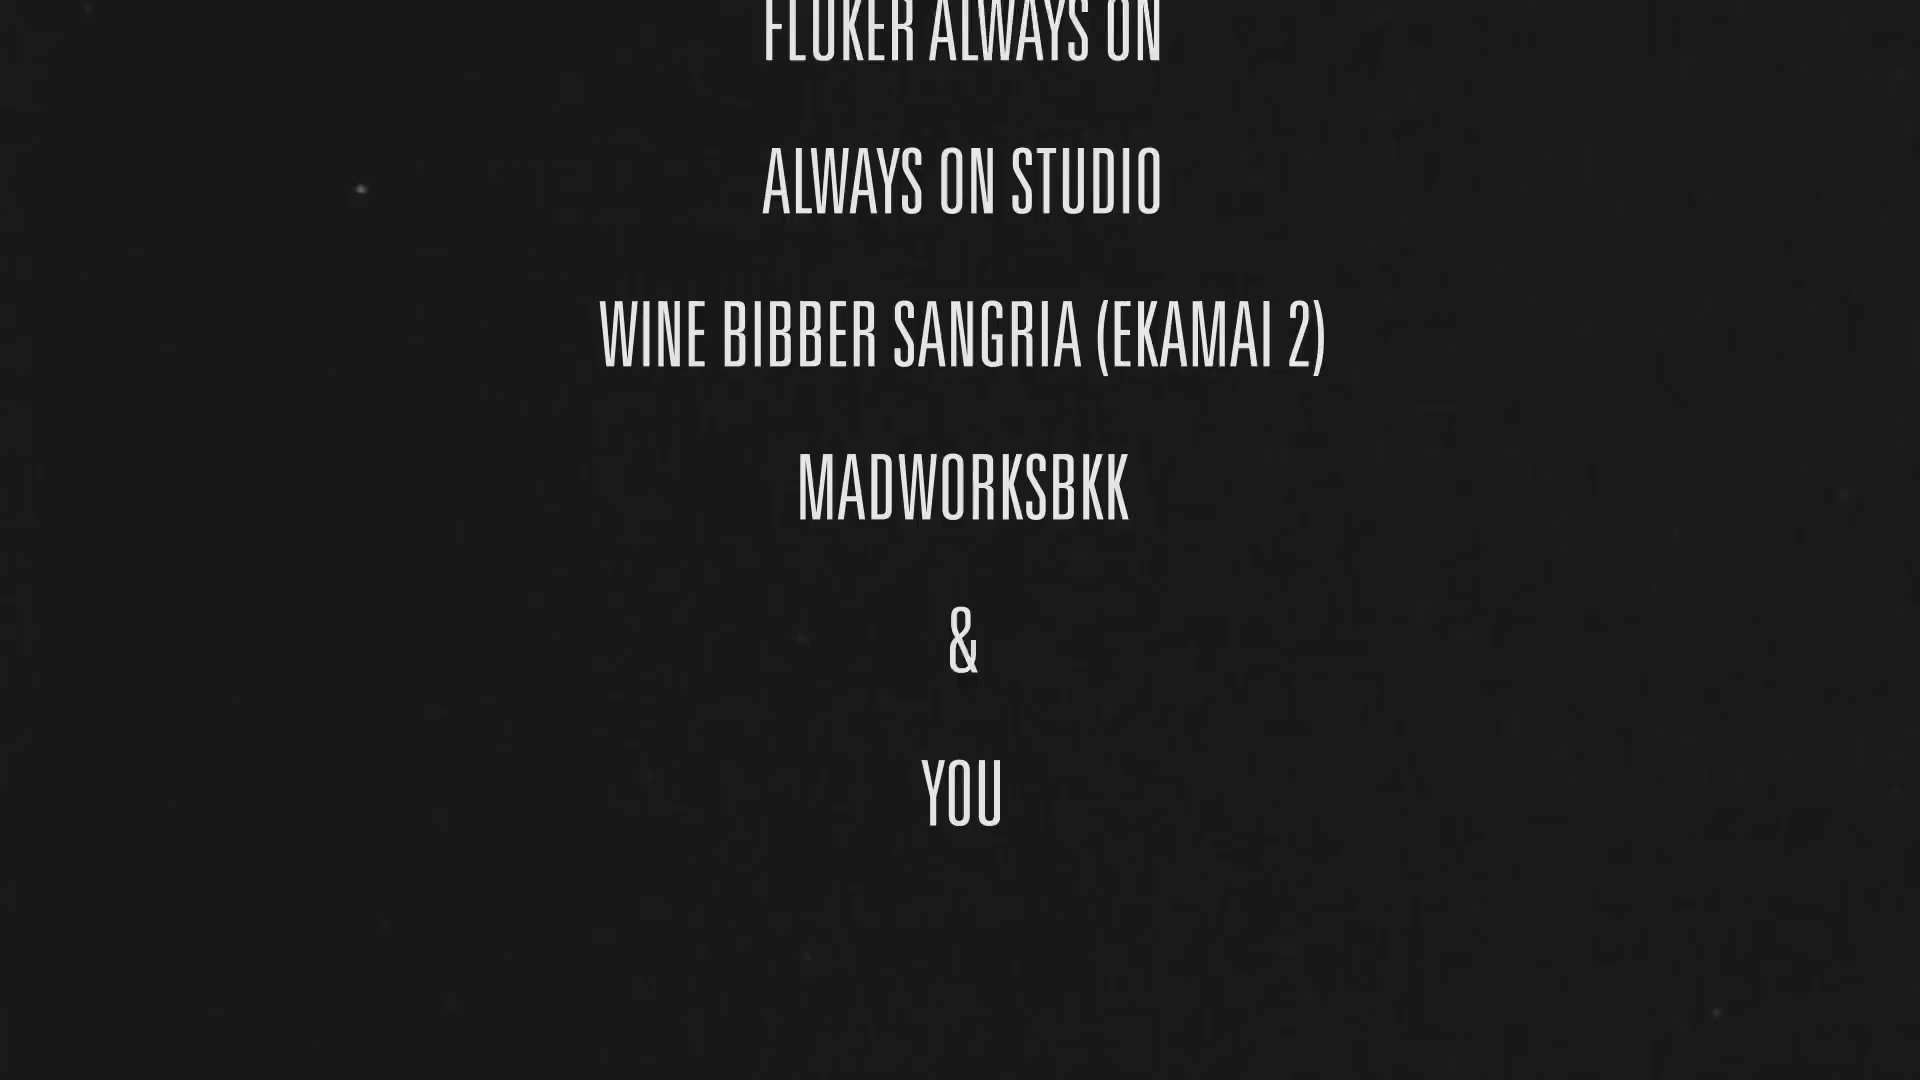 FLUKER ALWAYS ON
ALWAYS ON STUDIO
WINE BIBBER SANGRIA (EKAMAI 2)
MADWORKSBKK
&
YOU